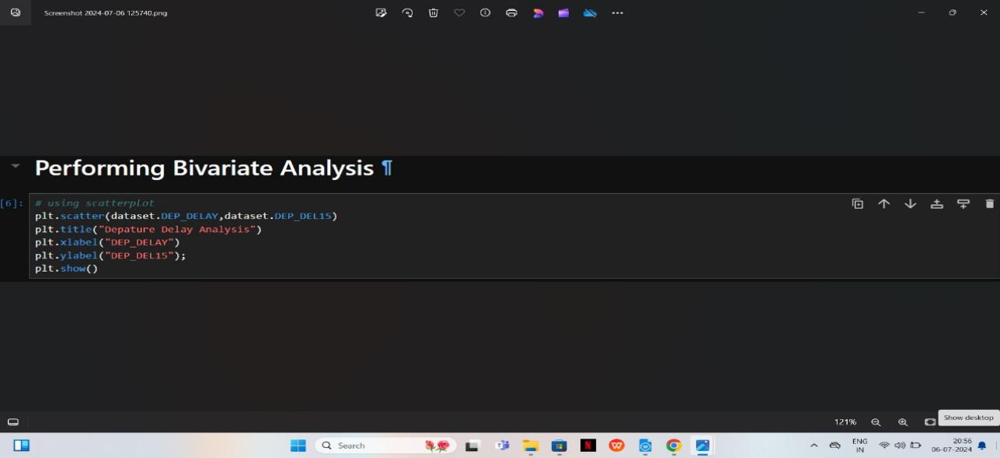 Screenshot 2024-07-06 125740.png
Performing Bivariate Analysis ¶
[6]:
# using scatterplot
plt.scatter(dataset.DEP_DELAY,dataset.DEP_DEL15)
plt.title("Depature Delay Analysis")
plt.xlabel("DEP_DELAY")
plt.ylabel("DEP_DEL15");
plt.show()
121%
Show desktop
Search
N
W
ENG
IN
20:56
06-07-2024